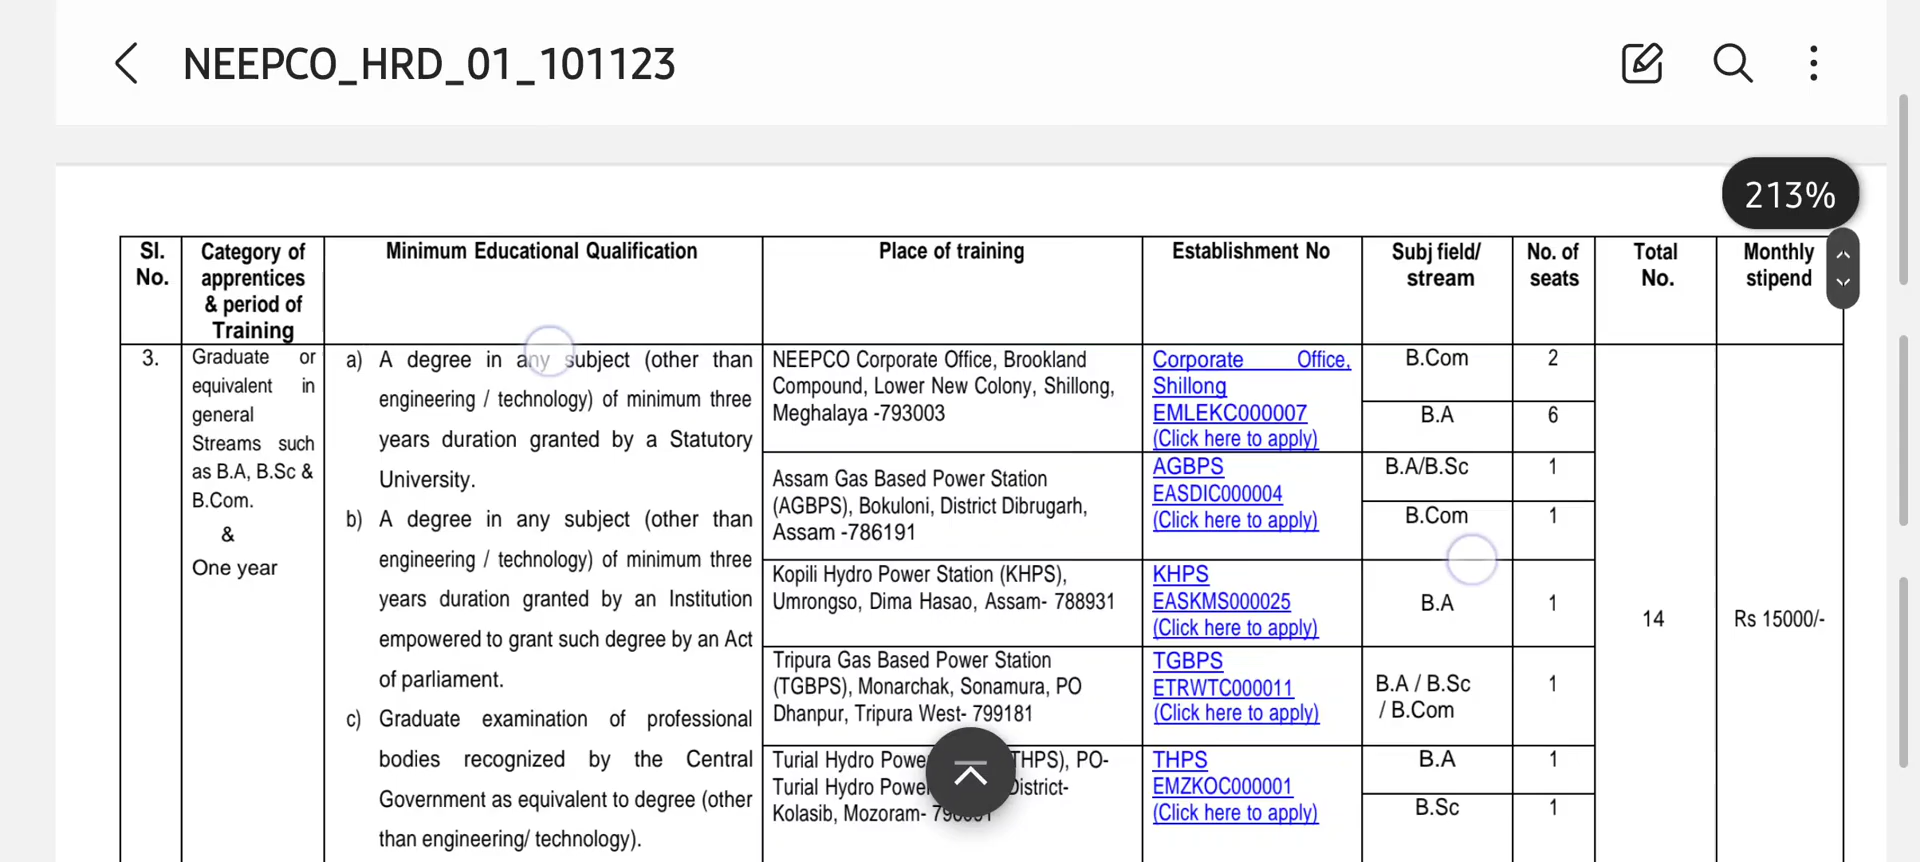 NEEPCO_HRD_01_101123
213%
Sl. No.
Category of apprentices & period of Training
Minimum Educational Qualification
Place of training
Establishment No
Subj field/ stream
No. of seats
Total No.
Monthly stipend
3.
Graduate or
equivalent in
general
Streams such
as B.A, B.Sc &
B.Com.
&
One year
a) A degree in any subject (other than
engineering / technology) of minimum three
years duration granted by a Statutory
University.
b) A degree in any subject (other than
engineering / technology) of minimum three
years duration granted by an Institution
empowered to grant such degree by an Act
of parliament.
c) Graduate examination of professional
bodies recognized by the Central
Government as equivalent to degree (other
than engineering/ technology).
NEEPCO Corporate Office, Brookland
Compound, Lower New Colony, Shillong,
Meghalaya -793003
Corporate Office,
Shillong
EMLEKC000007
(Click here to apply)
B.Com 2
B.A 6
Assam Gas Based Power Station
(AGBPS), Bokuloni, District Dibrugarh,
Assam -786191
AGBPS
EASDIC000004
(Click here to apply)
B.A/B.Sc 1
B.Com 1
Kopili Hydro Power Station (KHPS),
Umrongso, Dima Hasao, Assam- 788931
KHPS
EASKMS000025
(Click here to apply)
B.A 1
14
Rs 15000/-
Tripura Gas Based Power Station
(TGBPS), Monarchak, Sonamura, PO
Dhanpur, Tripura West- 799181
TGBPS
ETRWTC000011
(Click here to apply)
B.A / B.Sc
/ B.Com
1
Turial Hydro THPS), PO-
Turial Hydro District-
Kolasib, Mozoram-
THPS
EMZKOC000001
(Click here to apply)
B.A 1
B.Sc 1